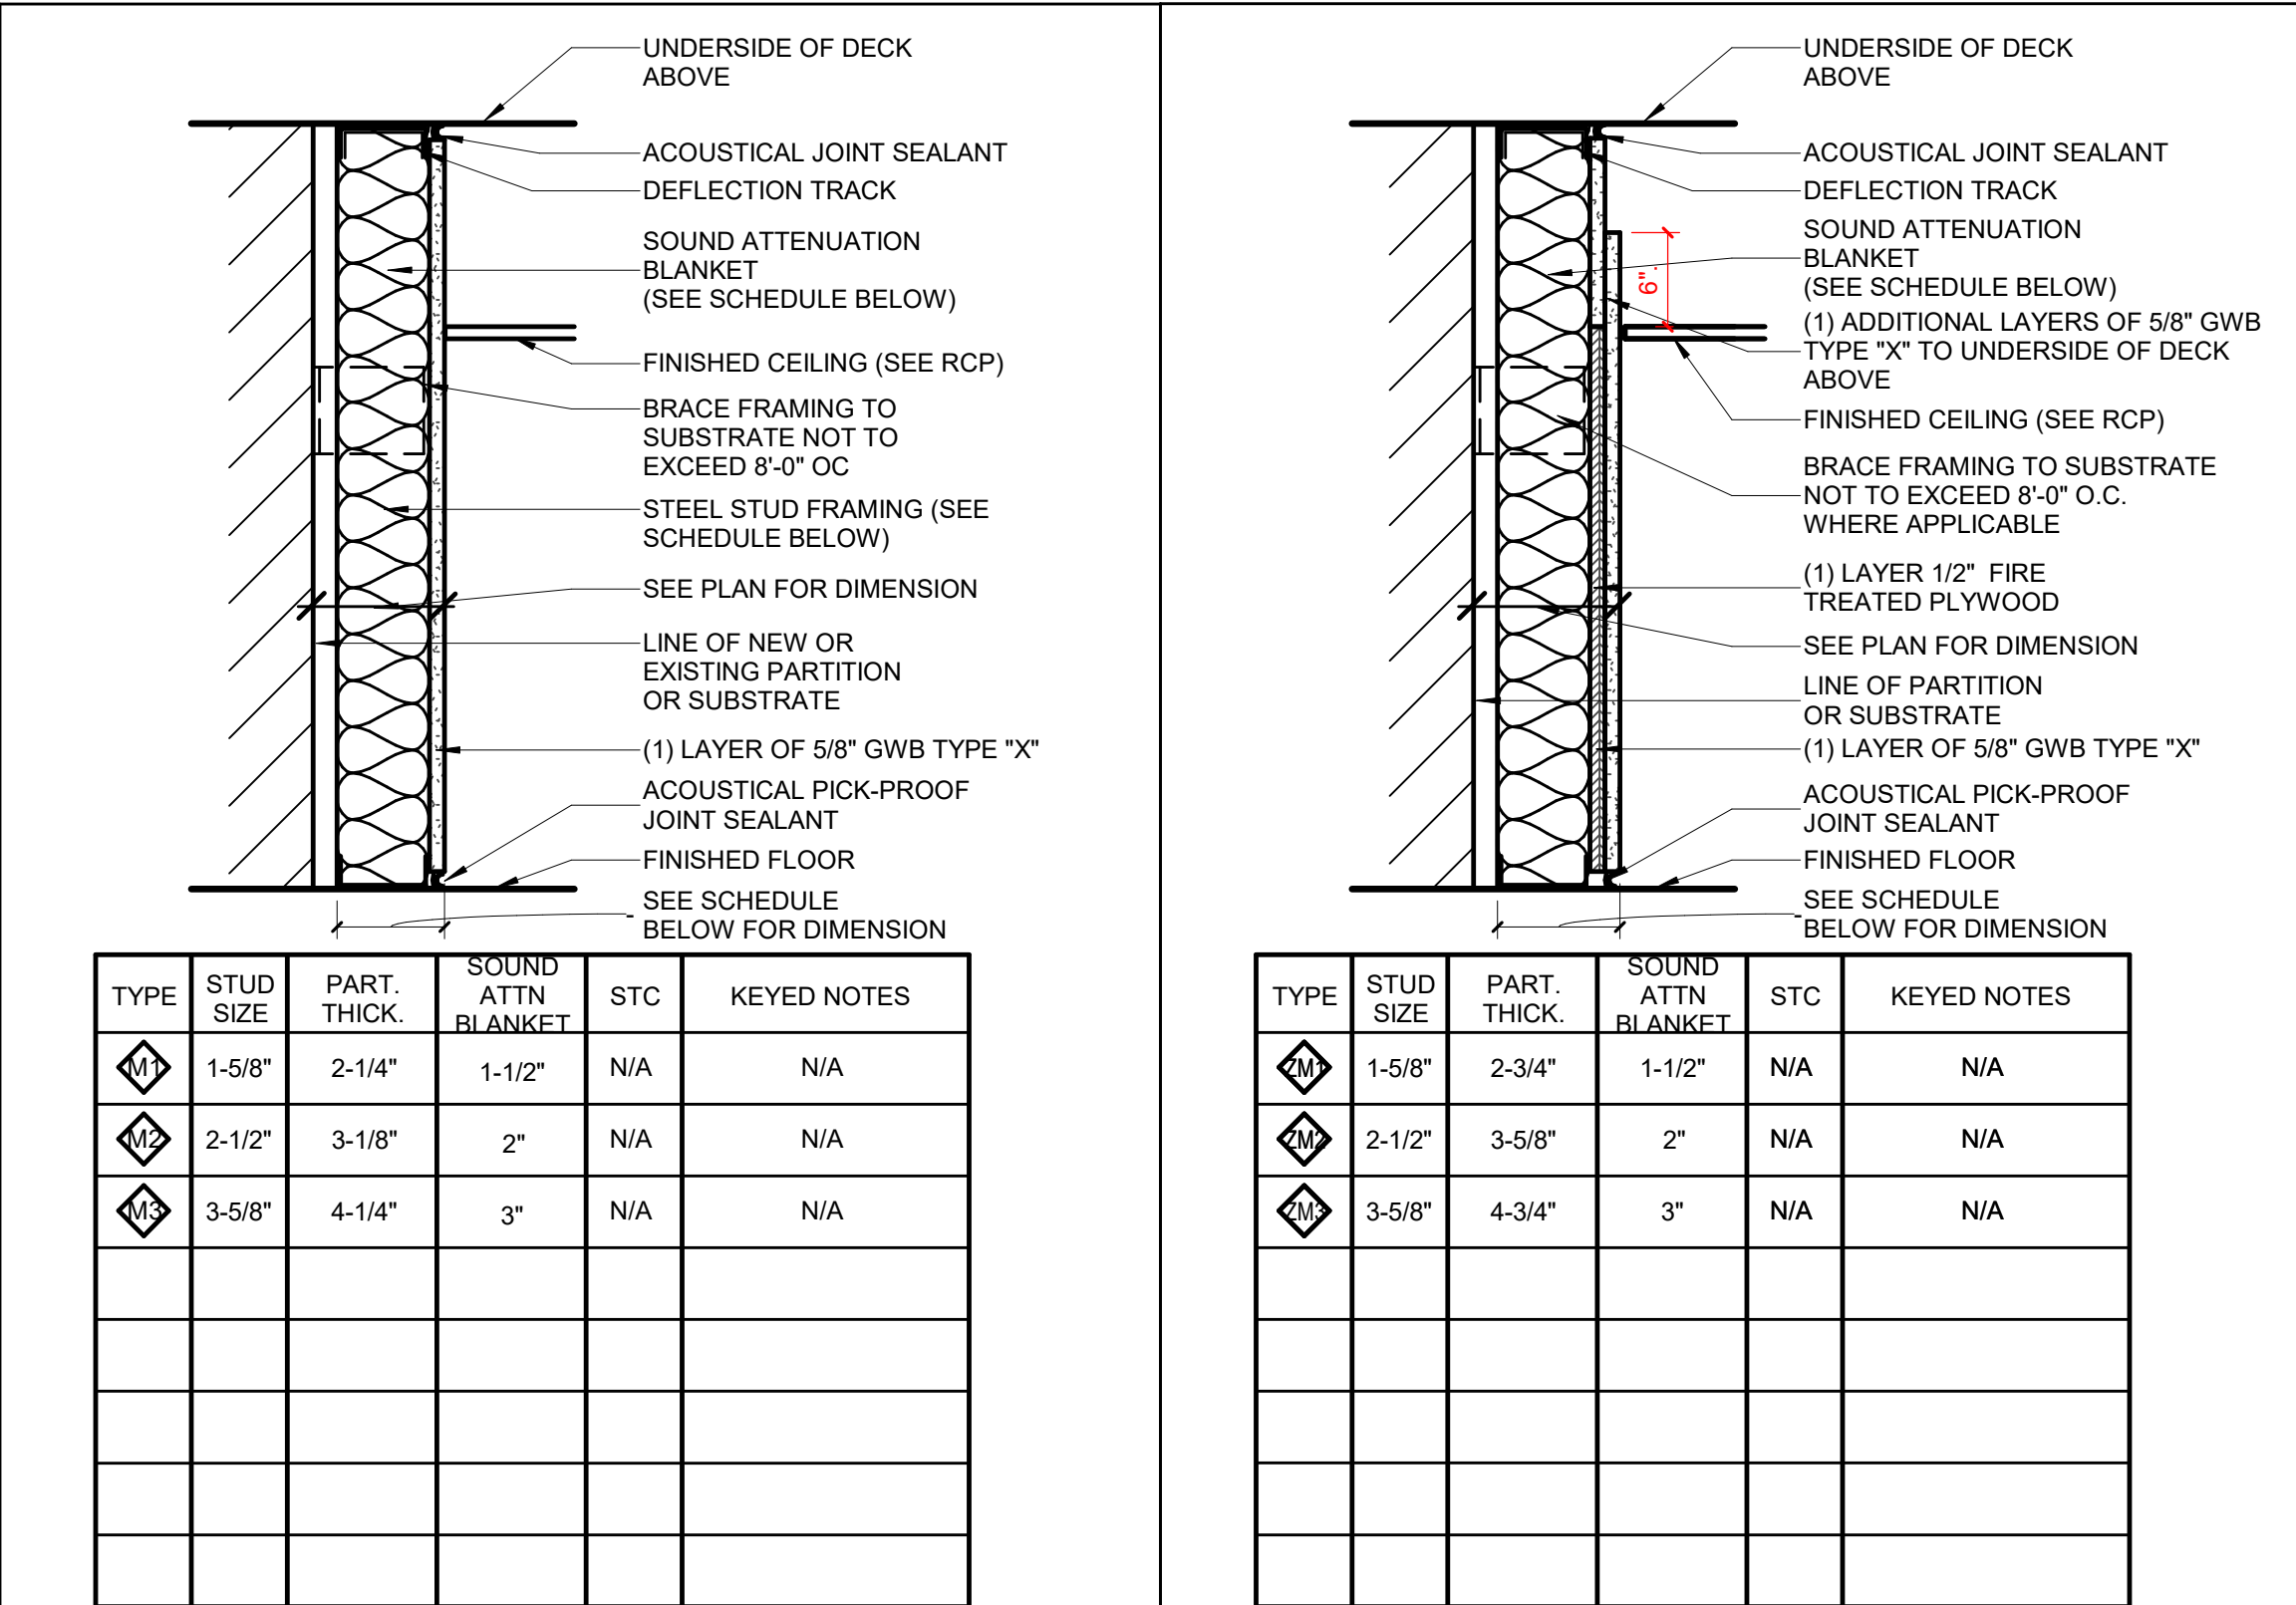 UNDERSIDE OF DECK
ABOVE
ACOUSTICAL JOINT SEALANT
DEFLECTION TRACK
SOUND ATTENUATION
BLANKET
(SEE SCHEDULE BELOW)
FINISHED CEILING (SEE RCP)
BRACE FRAMING TO
SUBSTRATE NOT TO
EXCEED 8'-0" OC
STEEL STUD FRAMING (SEE
SCHEDULE BELOW)
SEE PLAN FOR DIMENSION
LINE OF NEW OR
EXISTING PARTITION
OR SUBSTRATE
(1) LAYER OF 5/8" GWB TYPE "X"
ACOUSTICAL PICK-PROOF
JOINT SEALANT
FINISHED FLOOR
SEE SCHEDULE
BELOW FOR DIMENSION
TYPE STUD SIZE PART. THICK. SOUND ATTN BLANKET STC KEYED NOTES
M1 1-5/8" 2-1/4" 1-1/2" N/A N/A
M2 2-1/2" 3-1/8" 2" N/A N/A
M3 3-5/8" 4-1/4" 3" N/A N/A
UNDERSIDE OF DECK
ABOVE
ACOUSTICAL JOINT SEALANT
DEFLECTION TRACK
SOUND ATTENUATION
BLANKET
(SEE SCHEDULE BELOW)
6".
(1) ADDITIONAL LAYERS OF 5/8" GWB
TYPE "X" TO UNDERSIDE OF DECK
ABOVE
FINISHED CEILING (SEE RCP)
BRACE FRAMING TO SUBSTRATE
NOT TO EXCEED 8'-0" O.C.
WHERE APPLICABLE
(1) LAYER 1/2" FIRE
TREATED PLYWOOD
SEE PLAN FOR DIMENSION
LINE OF PARTITION
OR SUBSTRATE
(1) LAYER OF 5/8" GWB TYPE "X"
ACOUSTICAL PICK-PROOF
JOINT SEALANT
FINISHED FLOOR
SEE SCHEDULE
BELOW FOR DIMENSION
TYPE STUD SIZE PART. THICK. SOUND ATTN BLANKET STC KEYED NOTES
ZM1 1-5/8" 2-3/4" 1-1/2" N/A N/A
ZM2 2-1/2" 3-5/8" 2" N/A N/A
ZM3 3-5/8" 4-3/4" 3" N/A N/A